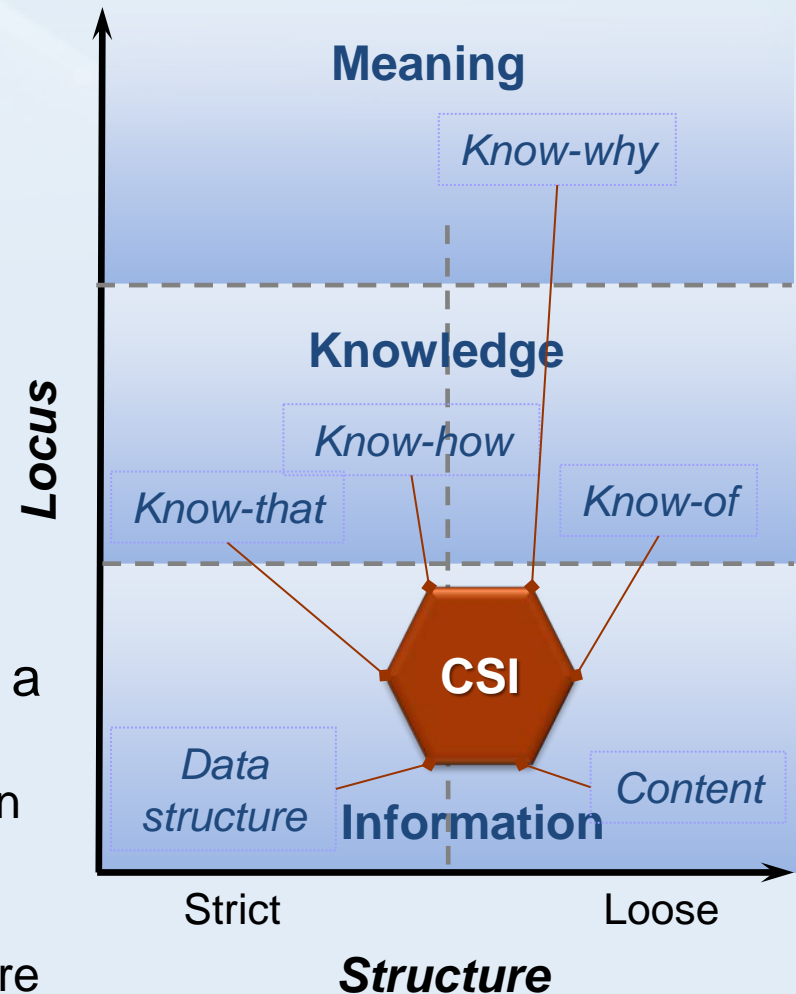 Meaning
Know-why
Knowledge
Know-how
Know-that
Know-of
Locus
CSI
a
Data
structure
Content
Information
n
Strict
Loose
re
Structure